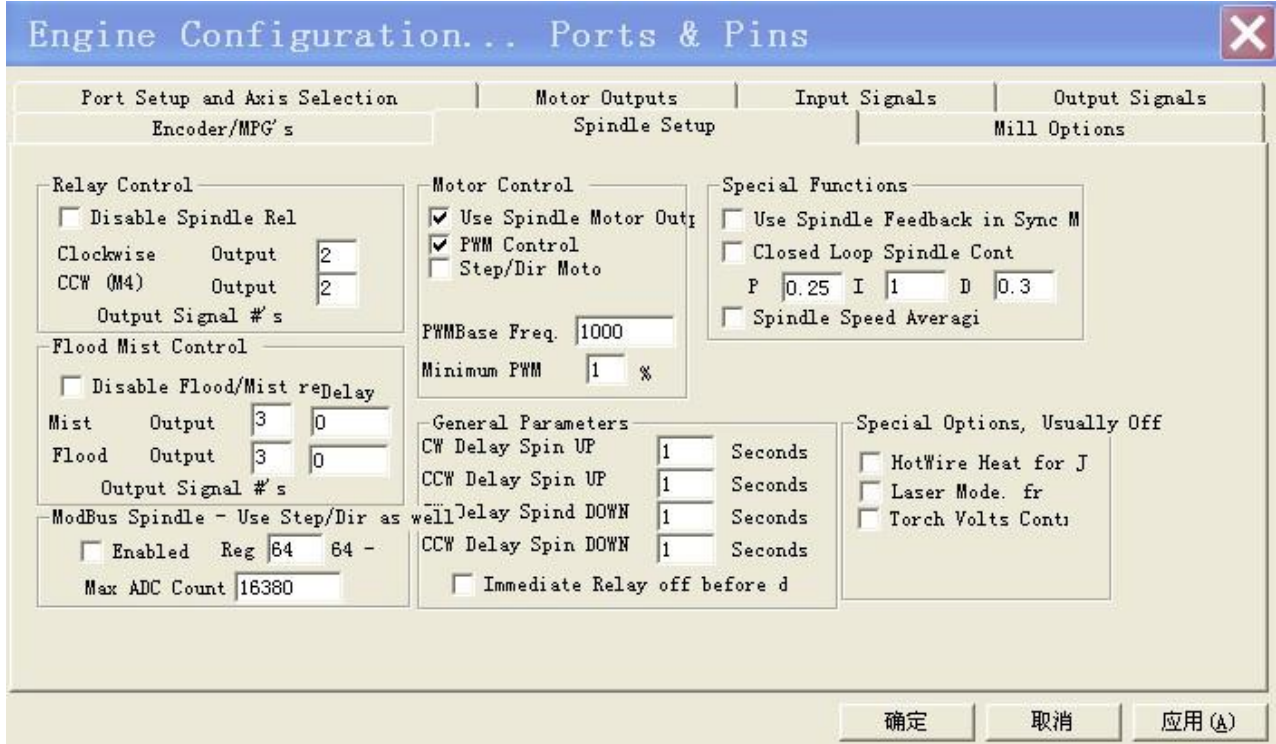 Engine Configuration... Ports & Pins
Port Setup and Axis Selection
Motor Outputs
Input Signals
Output Signals
Encoder/MPG's
Spindle Setup
Mill Options
Relay Control
Disable Spindle Rel
Clockwise Output 2
CCW (M4) Output 2
Output Signal #'s
Flood Mist Control
Disable Flood/Mist re Delay
Mist Output 3 0
Flood Output 3 0
Output Signal #'s
ModBus Spindle - Use Step/Dir as well
Enabled Reg 64 64 -
Max ADC Count 16380
Motor Control
Use Spindle Motor Outp
PWM Control
Step/Dir Moto
PWMBase Freq. 1000
Minimum PWM 1 %
General Parameters
CW Delay Spin UP 1 Seconds
CCW Delay Spin UP 1 Seconds
Delay Spind DOWN 1 Seconds
CCW Delay Spin DOWN 1 Seconds
Immediate Relay off before d
Special Functions
Use Spindle Feedback in Sync M
Closed Loop Spindle Cont
P 0.25 I 1 D 0.3
Spindle Speed Averagi
Special Options, Usually Off
HotWire Heat for J
Laser Mode. fr
Torch Volts Cont
确定
取消
应用(A)